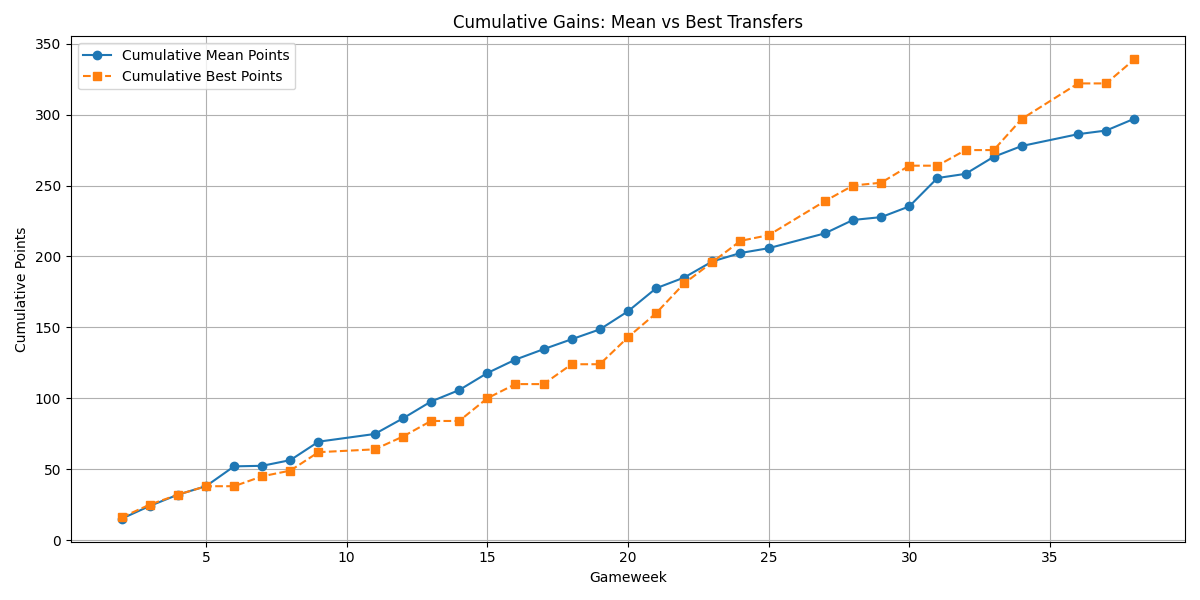 Cumulative Gains: Mean vs Best Transfers
Cumulative Mean Points
Cumulative Best Points
Cumulative Points
350
300
250
200
150
100
50
0
5 10 15 20 25 30 35
Gameweek